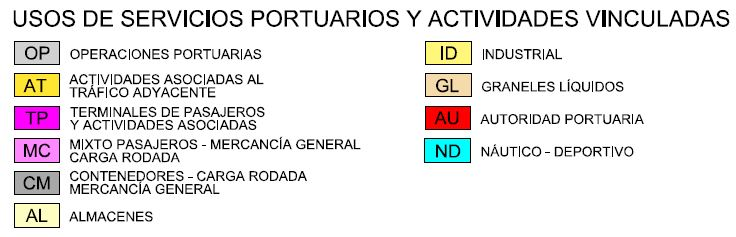 USOS DE SERVICIOS PORTUARIOS Y ACTIVIDADES VINCULADAS
OP OPERACIONES PORTUARIAS
AT ACTIVIDADES ASOCIADAS AL
TRÁFICO ADYACENTE
TP TERMINALES DE PASAJEROS
Y ACTIVIDADES ASOCIADAS
MC MIXTO PASAJEROS - MERCANCÍA GENERAL
CARGA RODADA
CM CONTENEDORES - CARGA RODADA
MERCANCÍA GENERAL
AL ALMACENES
ID INDUSTRIAL
GL GRANELES LÍQUIDOS
AU AUTORIDAD PORTUARIA
ND NÁUTICO - DEPORTIVO